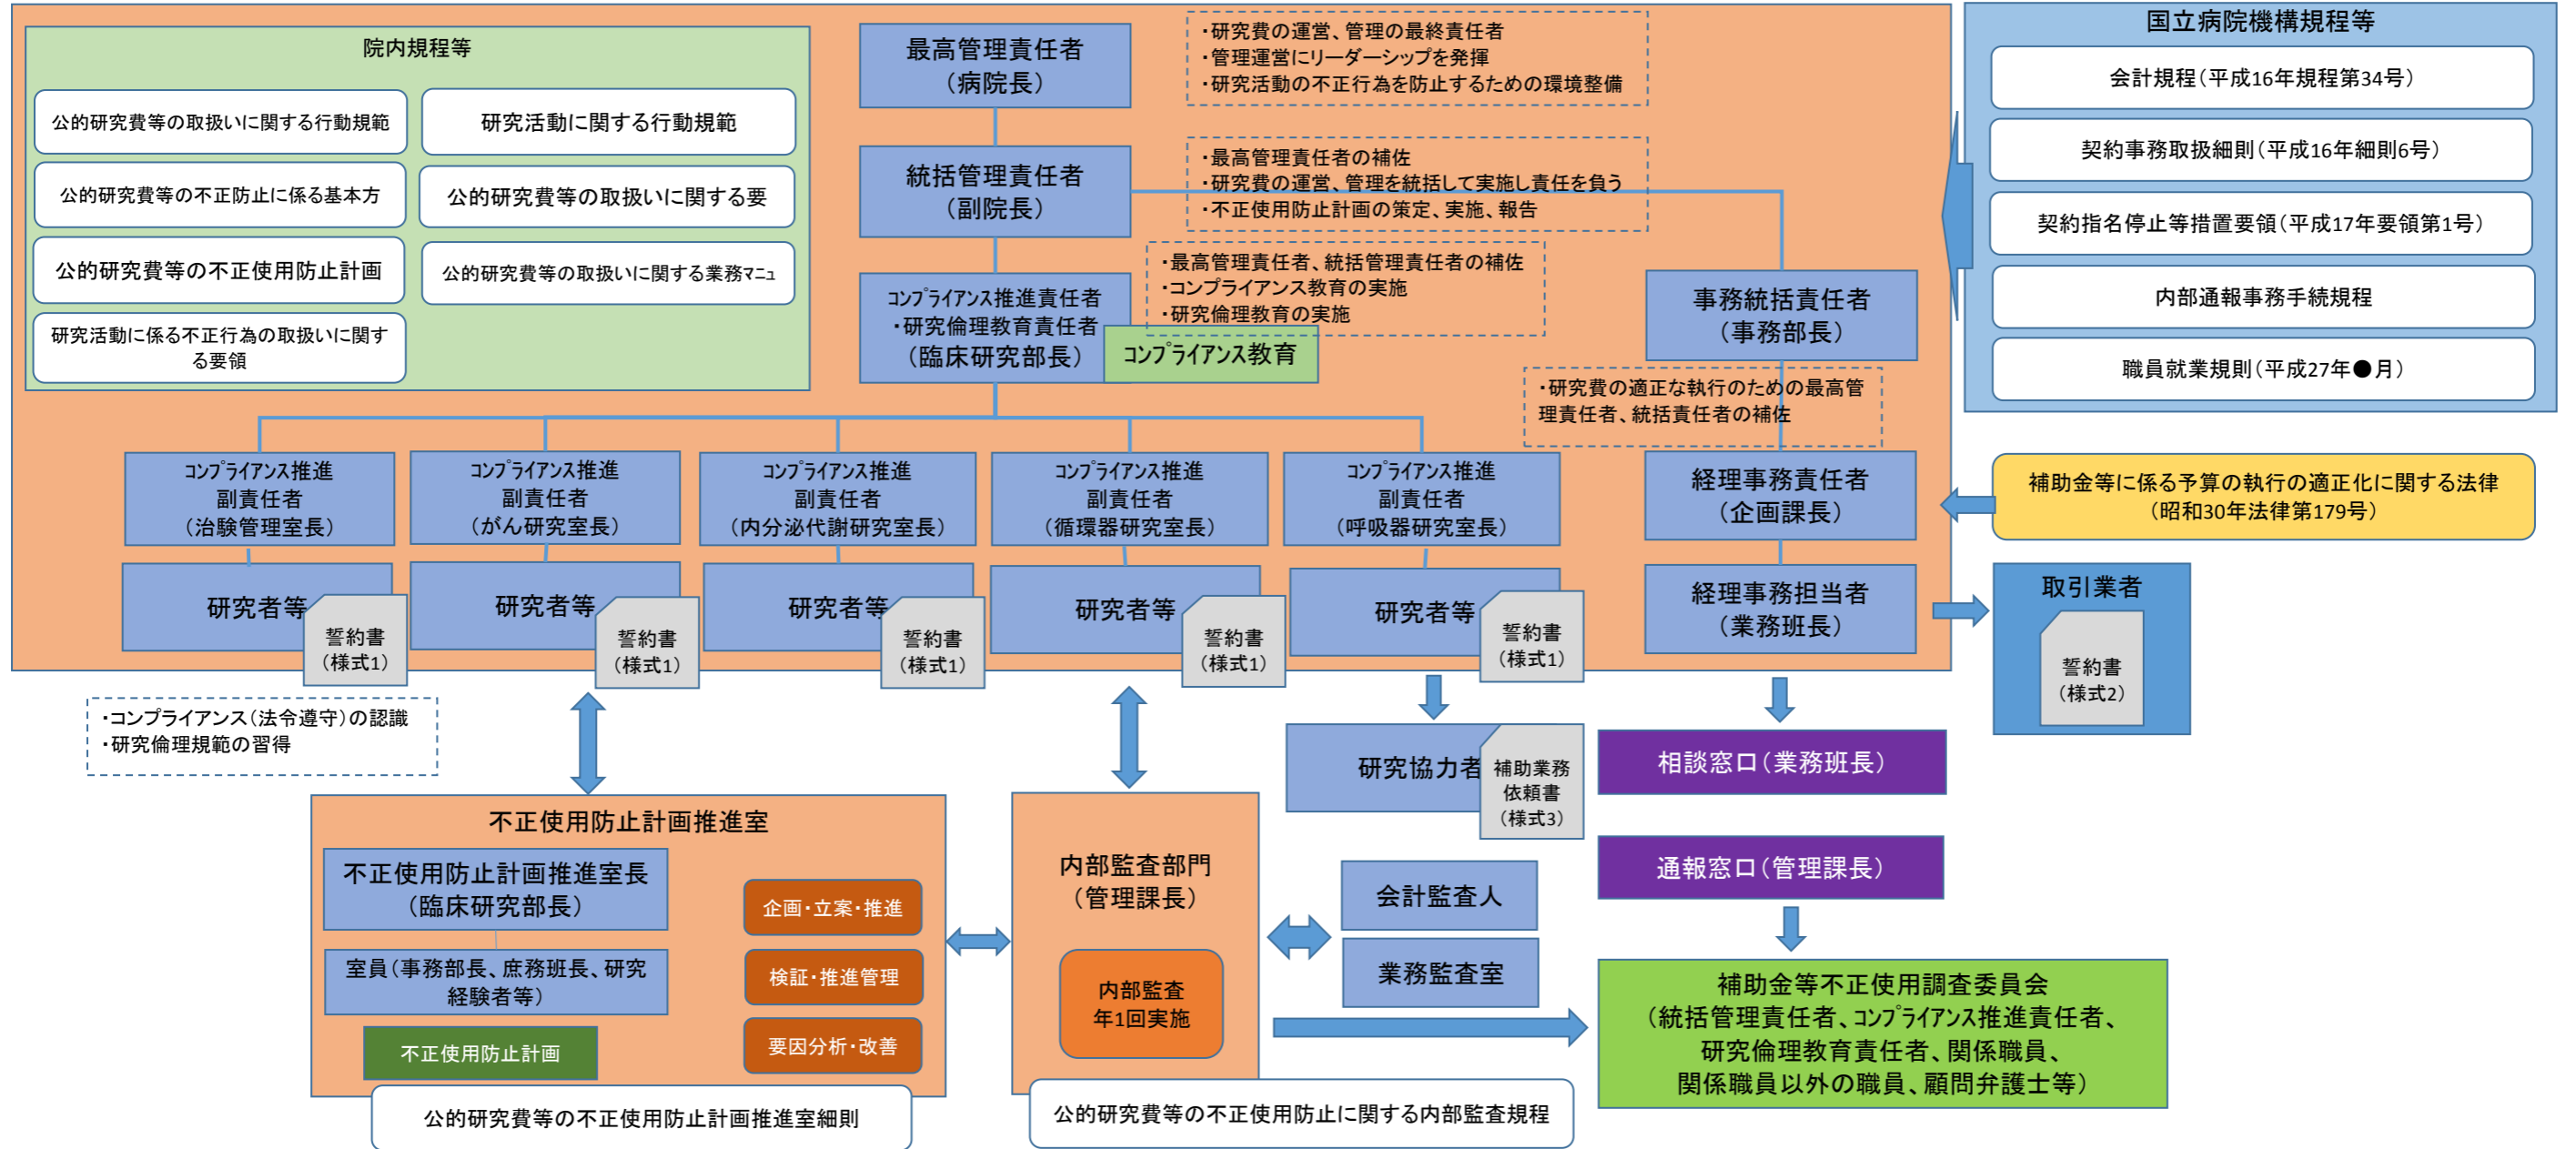 院内規程等
公的研究費等の取扱いに関する行動規範
研究活動に関する行動規範
公的研究費等の不正防止に係る基本方
公的研究費等の取扱いに関する要
公的研究費等の不正使用防止計画
公的研究費等の取扱いに関する業務ﾏﾆｭ
研究活動に係る不正行為の取扱いに関す
る要領
最高管理責任者
（病院長）
・研究費の運営、管理の最終責任者
・管理運営にリーダーシップを発揮
・研究活動の不正行為を防止するための環境整備
統括管理責任者
（副院長）
・最高管理責任者の補佐
・研究費の運営、管理を統括して実施し責任を負う
・不正使用防止計画の策定、実施、報告
ｺﾝﾌﾟﾗｲｱﾝｽ推進責任者
・研究倫理教育責任者
（臨床研究部長）
・最高管理責任者、統括管理責任者の補佐
・コンプライアンス教育の実施
・研究倫理教育の実施
ｺﾝﾌﾟﾗｲｱﾝｽ教育
事務統括責任者
（事務部長）
・研究費の適正な執行のための最高管
理責任者、統括責任者の補佐
国立病院機構規程等
会計規程（平成16年規程第34号）
契約事務取扱細則（平成16年細則6号）
契約指名停止等措置要領（平成17年要領第1号）
内部通報事務手続規程
職員就業規則（平成27年●月）
ｺﾝﾌﾟﾗｲｱﾝｽ推進
副責任者
（治験管理室長）
ｺﾝﾌﾟﾗｲｱﾝｽ推進
副責任者
（がん研究室長）
ｺﾝﾌﾟﾗｲｱﾝｽ推進
副責任者
（内分泌代謝研究室長）
ｺﾝﾌﾟﾗｲｱﾝｽ推進
副責任者
（循環器研究室長）
ｺﾝﾌﾟﾗｲｱﾝｽ推進
副責任者
（呼吸器研究室長）
経理事務責任者
（企画課長）
補助金等に係る予算の執行の適正化に関する法律
（昭和30年法律第179号）
研究者等
誓約書
（様式1）
研究者等
誓約書
（様式1）
研究者等
誓約書
（様式1）
研究者等
誓約書
（様式1）
研究者等
誓約書
（様式1）
経理事務担当者
（業務班長）
取引業者
誓約書
（様式2）
・コンプライアンス（法令遵守）の認識
・研究倫理規範の習得
研究協力者
補助業務
依頼書
（様式3）
相談窓口（業務班長）
通報窓口（管理課長）
不正使用防止計画推進室
不正使用防止計画推進室長
（臨床研究部長）
室員（事務部長、庶務班長、研究
経験者等）
不正使用防止計画
企画・立案・推進
検証・推進管理
要因分析・改善
公的研究費等の不正使用防止計画推進室細則
内部監査部門
（管理課長）
内部監査
年1回実施
公的研究費等の不正使用防止に関する内部監査規程
会計監査人
業務監査室
補助金等不正使用調査委員会
（統括管理責任者、ｺﾝﾌﾟﾗｲｱﾝｽ推進責任者、
研究倫理教育責任者、関係職員、
関係職員以外の職員、顧問弁護士等）